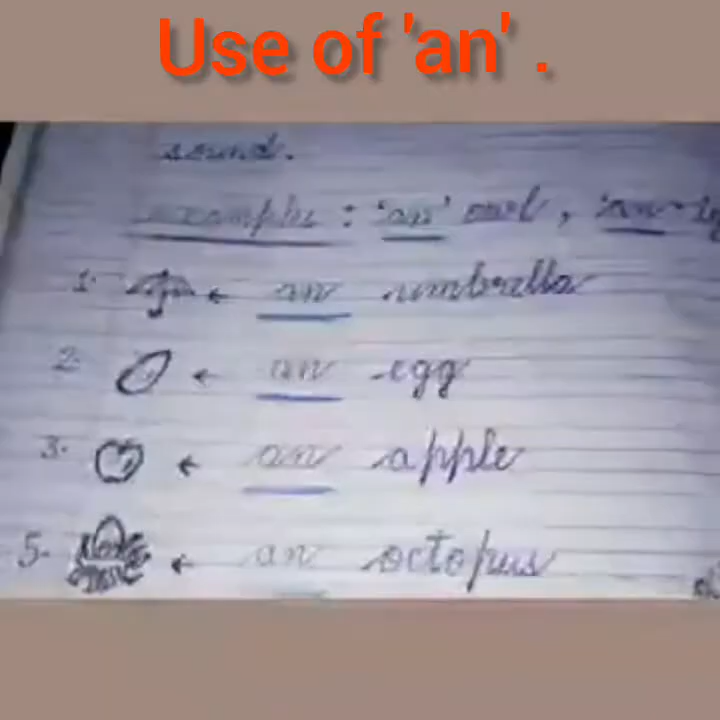 Use of 'an' .
sound.
example : 'an' owl, 'an'
1. ← an umbrella
2. ← an egg
3. ← an apple
5. ← an octopus